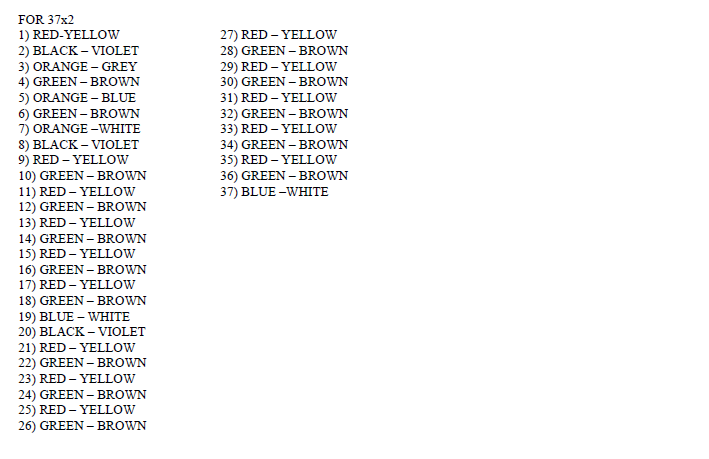 FOR 37x2
1) RED-YELLOW
2) BLACK – VIOLET
3) ORANGE – GREY
4) GREEN – BROWN
5) ORANGE – BLUE
6) GREEN – BROWN
7) ORANGE –WHITE
8) BLACK – VIOLET
9) RED – YELLOW
10) GREEN – BROWN
11) RED – YELLOW
12) GREEN – BROWN
13) RED – YELLOW
14) GREEN – BROWN
15) RED – YELLOW
16) GREEN – BROWN
17) RED – YELLOW
18) GREEN – BROWN
19) BLUE – WHITE
20) BLACK – VIOLET
21) RED – YELLOW
22) GREEN – BROWN
23) RED – YELLOW
24) GREEN – BROWN
25) RED – YELLOW
26) GREEN – BROWN
27) RED – YELLOW
28) GREEN – BROWN
29) RED – YELLOW
30) GREEN – BROWN
31) RED – YELLOW
32) GREEN – BROWN
33) RED – YELLOW
34) GREEN – BROWN
35) RED – YELLOW
36) GREEN – BROWN
37) BLUE –WHITE